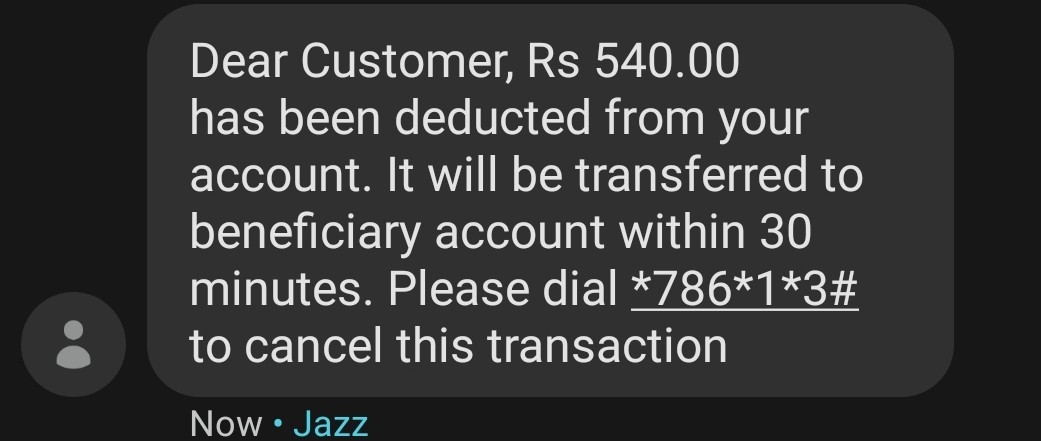 Dear Customer, Rs 540.00
has been deducted from your
account. It will be transferred to
beneficiary account within 30
minutes. Please dial *786*1*3#
to cancel this transaction
Now • Jazz